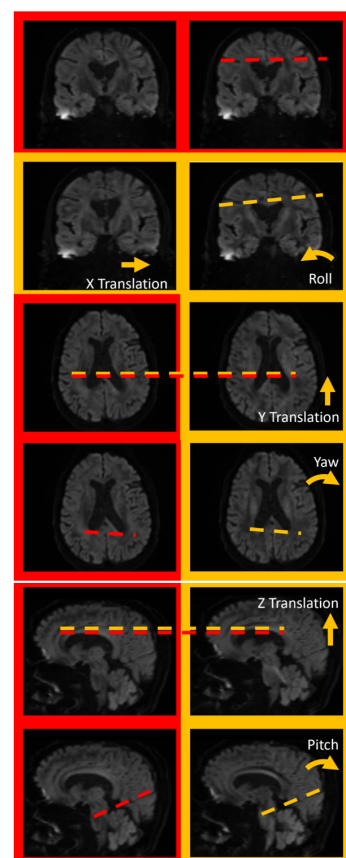 X Translation
Roll
Y Translation
Yaw
Z Translation
Pitch